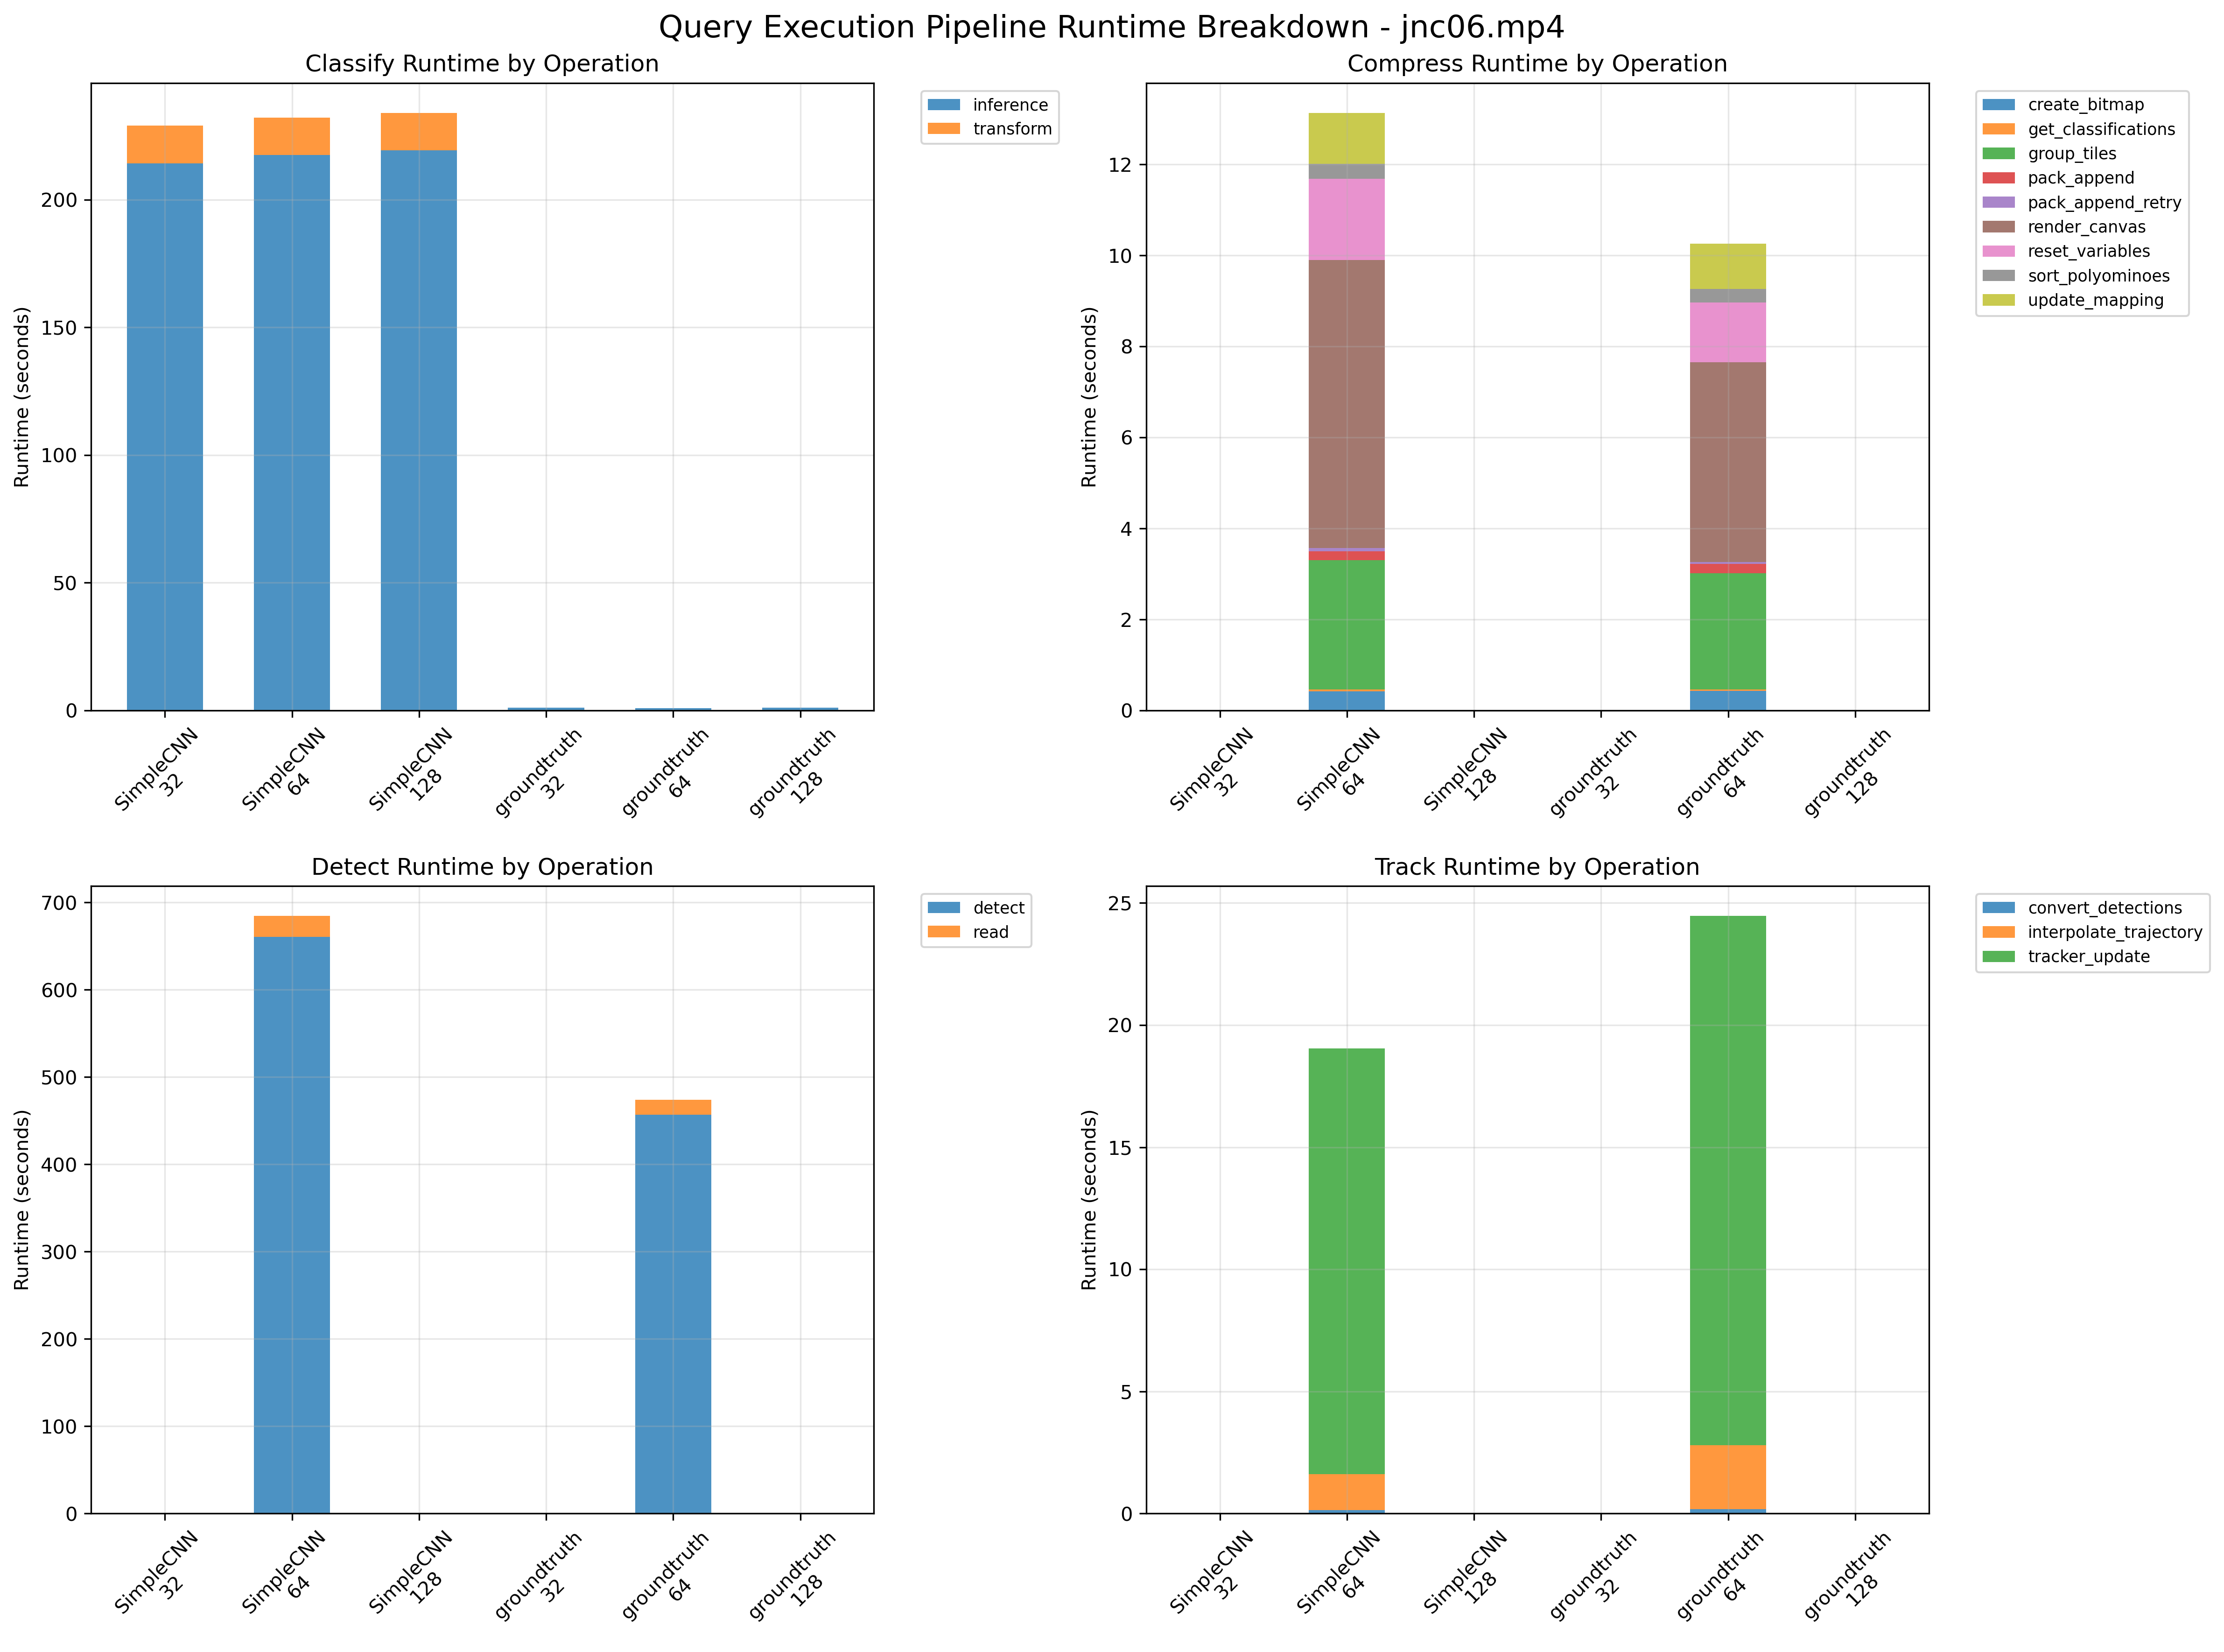 Query Execution Pipeline Runtime Breakdown - jnc06.mp4
Classify Runtime by Operation
Runtime (seconds)
200
150
100
50
0
SimpleCNN
32
SimpleCNN
64
SimpleCNN
128
groundtruth
32
groundtruth
64
groundtruth
128
inference
transform
Compress Runtime by Operation
Runtime (seconds)
12
10
8
6
4
2
0
SimpleCNN
32
SimpleCNN
64
SimpleCNN
128
groundtruth
32
groundtruth
64
groundtruth
128
create_bitmap
get_classifications
group_tiles
pack_append
pack_append_retry
render_canvas
reset_variables
sort_polyominoes
update_mapping
Detect Runtime by Operation
Runtime (seconds)
700
600
500
400
300
200
100
0
SimpleCNN
32
SimpleCNN
64
SimpleCNN
128
groundtruth
32
groundtruth
64
groundtruth
128
detect
read
Track Runtime by Operation
Runtime (seconds)
25
20
15
10
5
0
SimpleCNN
32
SimpleCNN
64
SimpleCNN
128
groundtruth
32
groundtruth
64
groundtruth
128
convert_detections
interpolate_trajectory
tracker_update